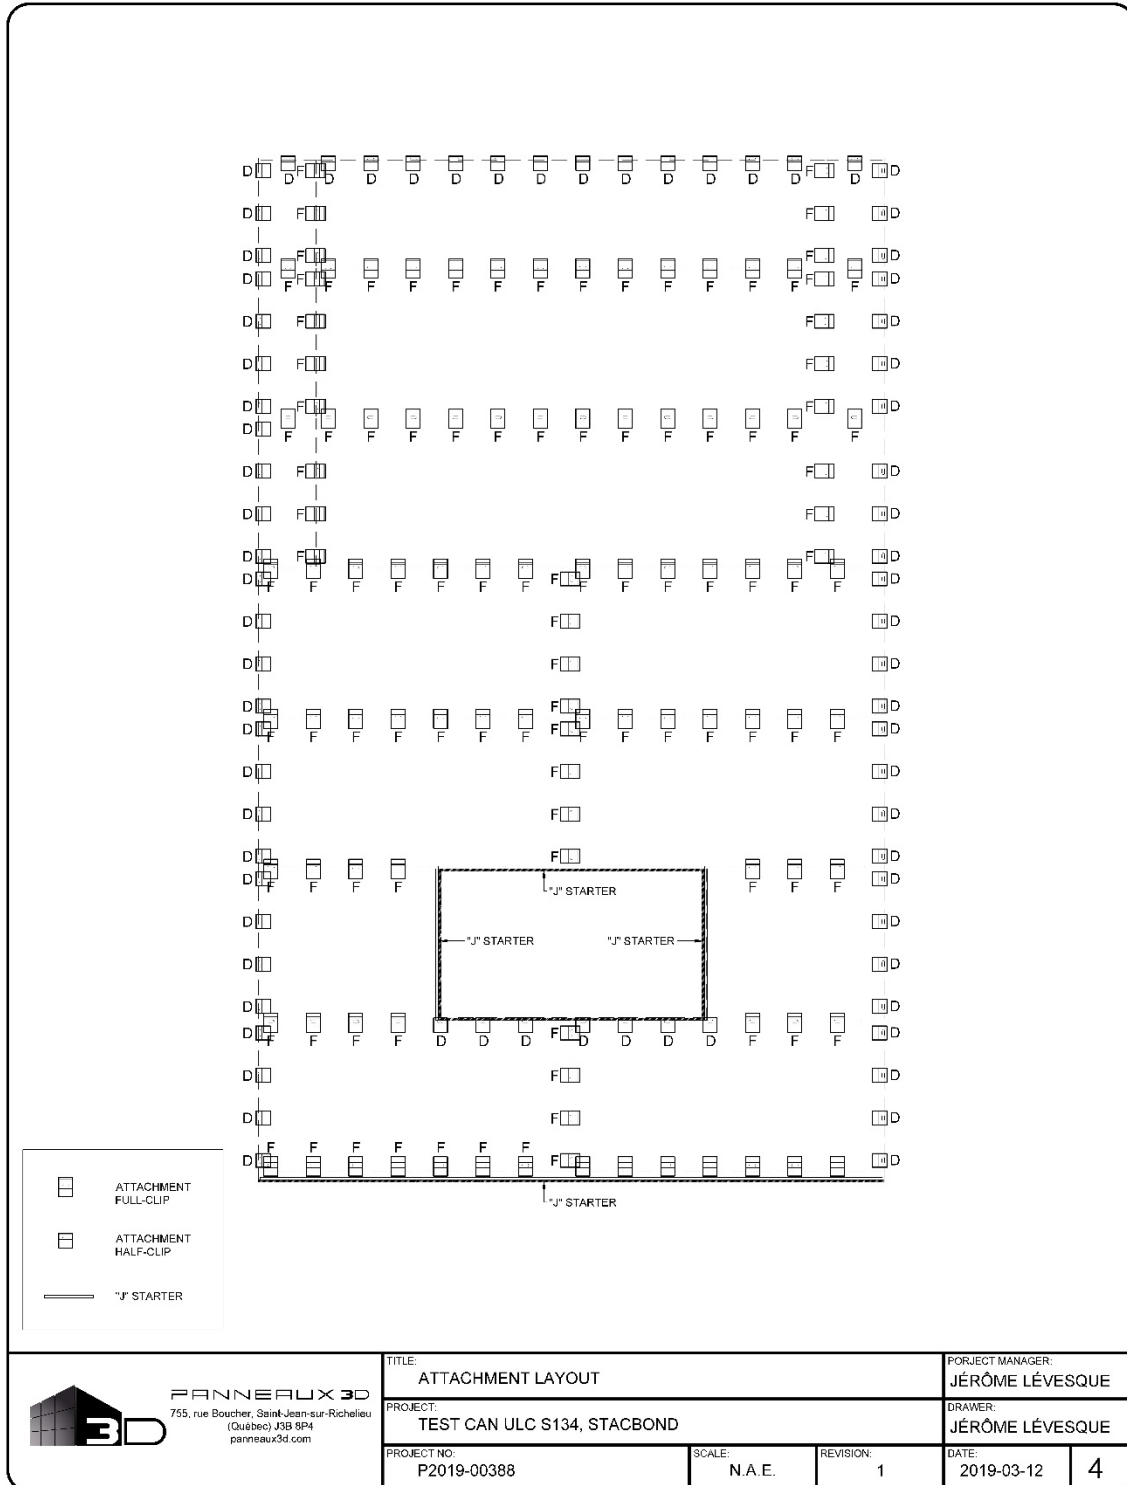 D F F D
D D D D D D D D D D D D D D
D F F D
D F F D
D F F D
F F F F F F F F F F F F F F
D F F D
D F F D
D F F D
D
F F F F F F F F F F F F F F
D F F D
D F F D
D F F D
D F D
F F F F F F F F F F F F F F
D F D
D F D
D F D
D F D
F F F F F F F F F F F F F F
D F D
D F D
D F D
D D
F F F F F F F
"J" STARTER
D D
"J" STARTER "J" STARTER
D D
D D
D F D
F F F F D D D D D D D F F F
D F D
D F D
F F F F F F F
D F D
"J" STARTER
ATTACHMENT
FULL-CLIP
ATTACHMENT
HALF-CLIP
"J" STARTER
3D
PANNEAUX 3D
755, rue Boucher, Saint-Jean-sur-Richelieu
(Québec) J3B 8P4
panneaux3d.com
TITLE:
ATTACHMENT LAYOUT
PROJECT:
TEST CAN ULC S134, STACBOND
PROJECT NO:
P2019-00388
SCALE:
N.A.E.
REVISION:
1
PORJECT MANAGER:
JÉRÔME LÉVESQUE
DRAWER:
JÉRÔME LÉVESQUE
DATE:
2019-03-12
4